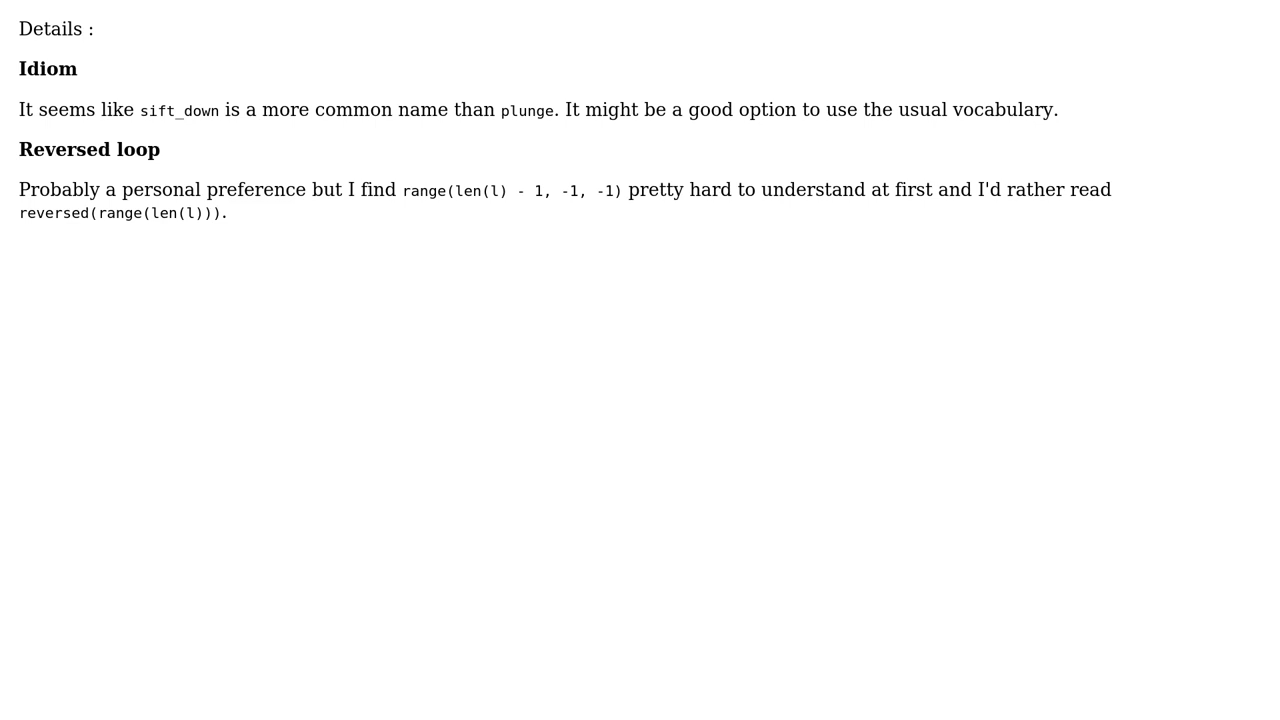 Details :
Idiom
It seems like sift_down is a more common name than plunge. It might be a good option to use the usual vocabulary.
Reversed loop
Probably a personal preference but I find range(len(l) - 1, -1, -1) pretty hard to understand at first and I'd rather read
reversed(range(len(l))).